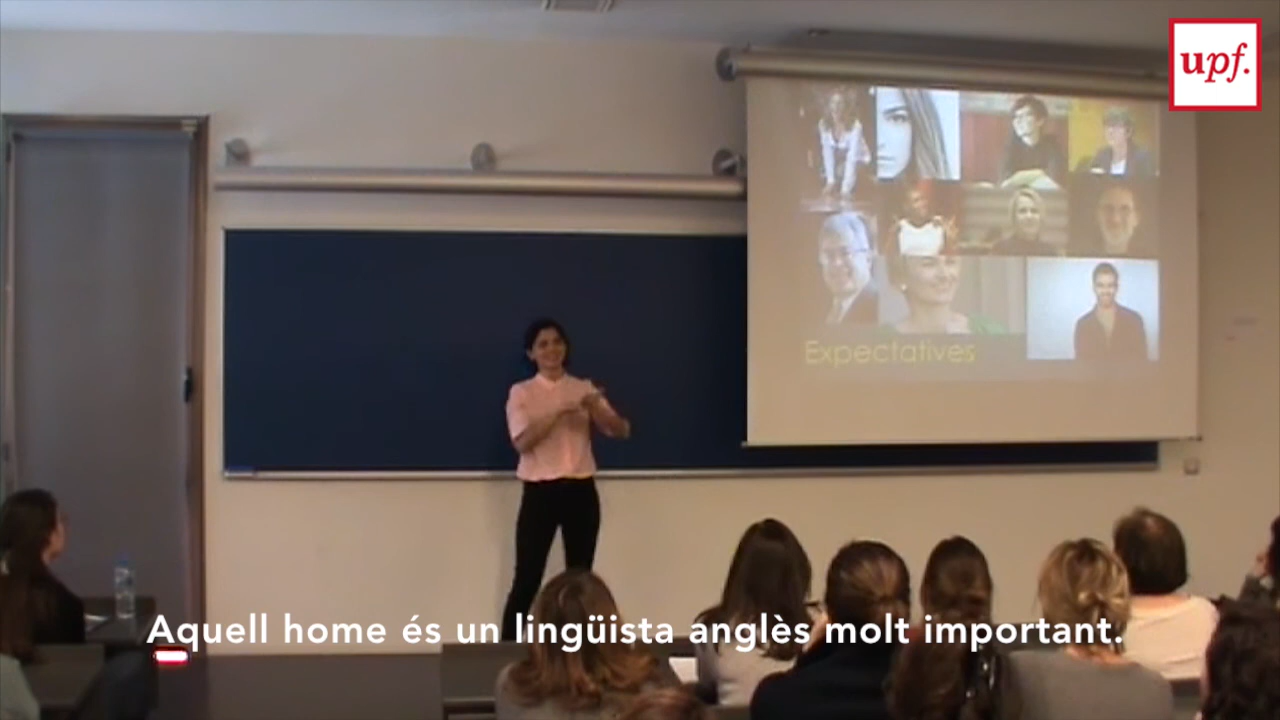 upf.
Expectatives
Aquell home és un lingüista anglès molt important.